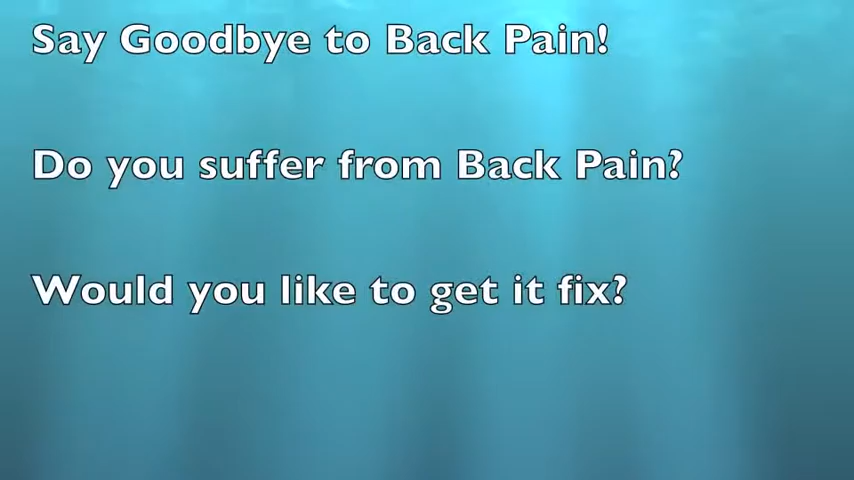 Say Goodbye to Back Pain!
Do you suffer from Back Pain?
Would you like to get it fix?